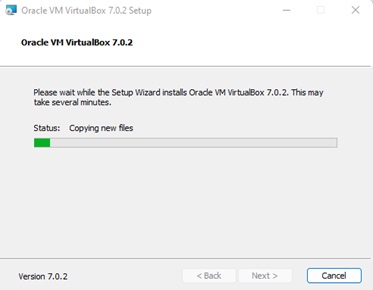 Oracle VM VirtualBox 7.0.2 Setup
Oracle VM VirtualBox 7.0.2
Please wait while the Setup Wizard installs Oracle VM VirtualBox 7.0.2. This may
take several minutes.
Status: Copying new files
Version 7.0.2
< Back Next > Cancel